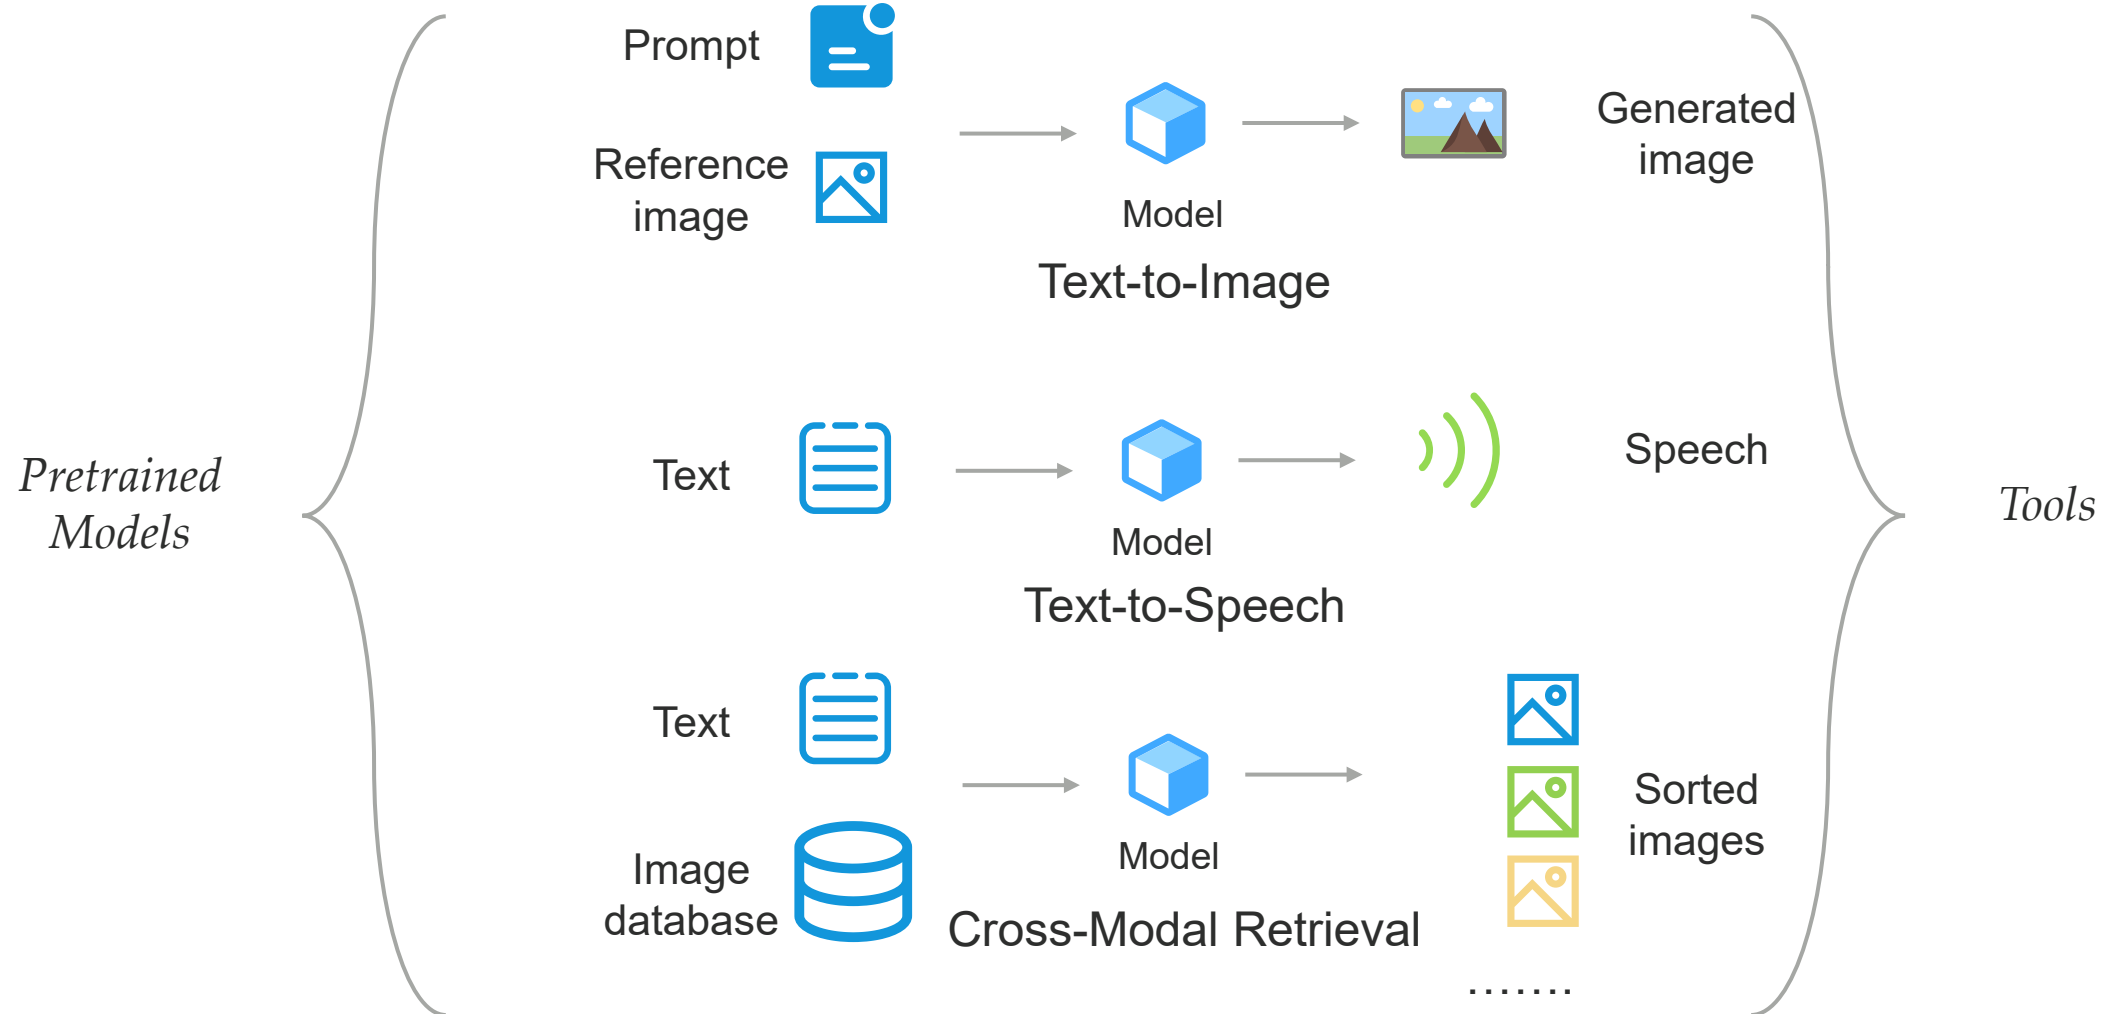 Pretrained
Models
Prompt
Reference
image
Model
Generated
image
Text-to-Image
Text
Model
Speech
Text-to-Speech
Text
Image
database
Model
Sorted
images
Cross-Modal Retrieval
.......
Tools